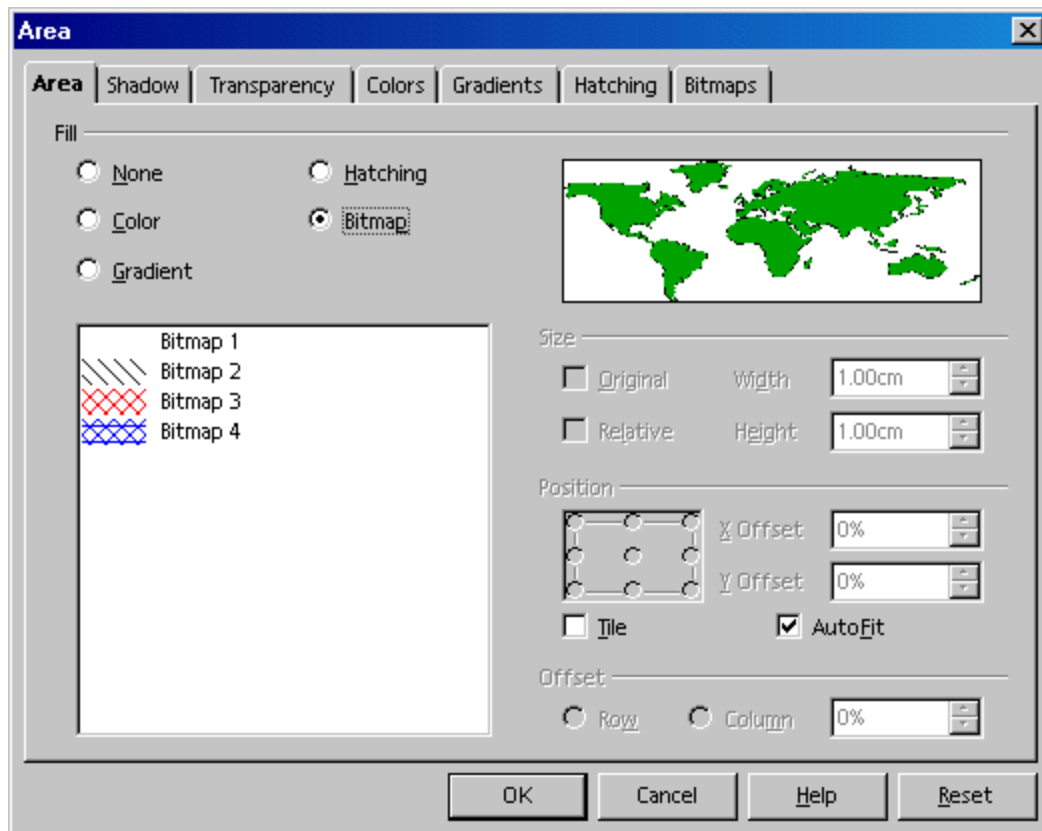 Area
Area Shadow Transparency Colors Gradients Hatching Bitmaps
Fill
None
Hatching
Color
Bitmap
Gradient
Bitmap 1
Bitmap 2
Bitmap 3
Bitmap 4
Size
Original Width 1.00cm
Relative Height 1.00cm
Position
X Offset 0%
Y Offset 0%
Tile AutoFit
Offset
Row Column 0%
OK Cancel Help Reset